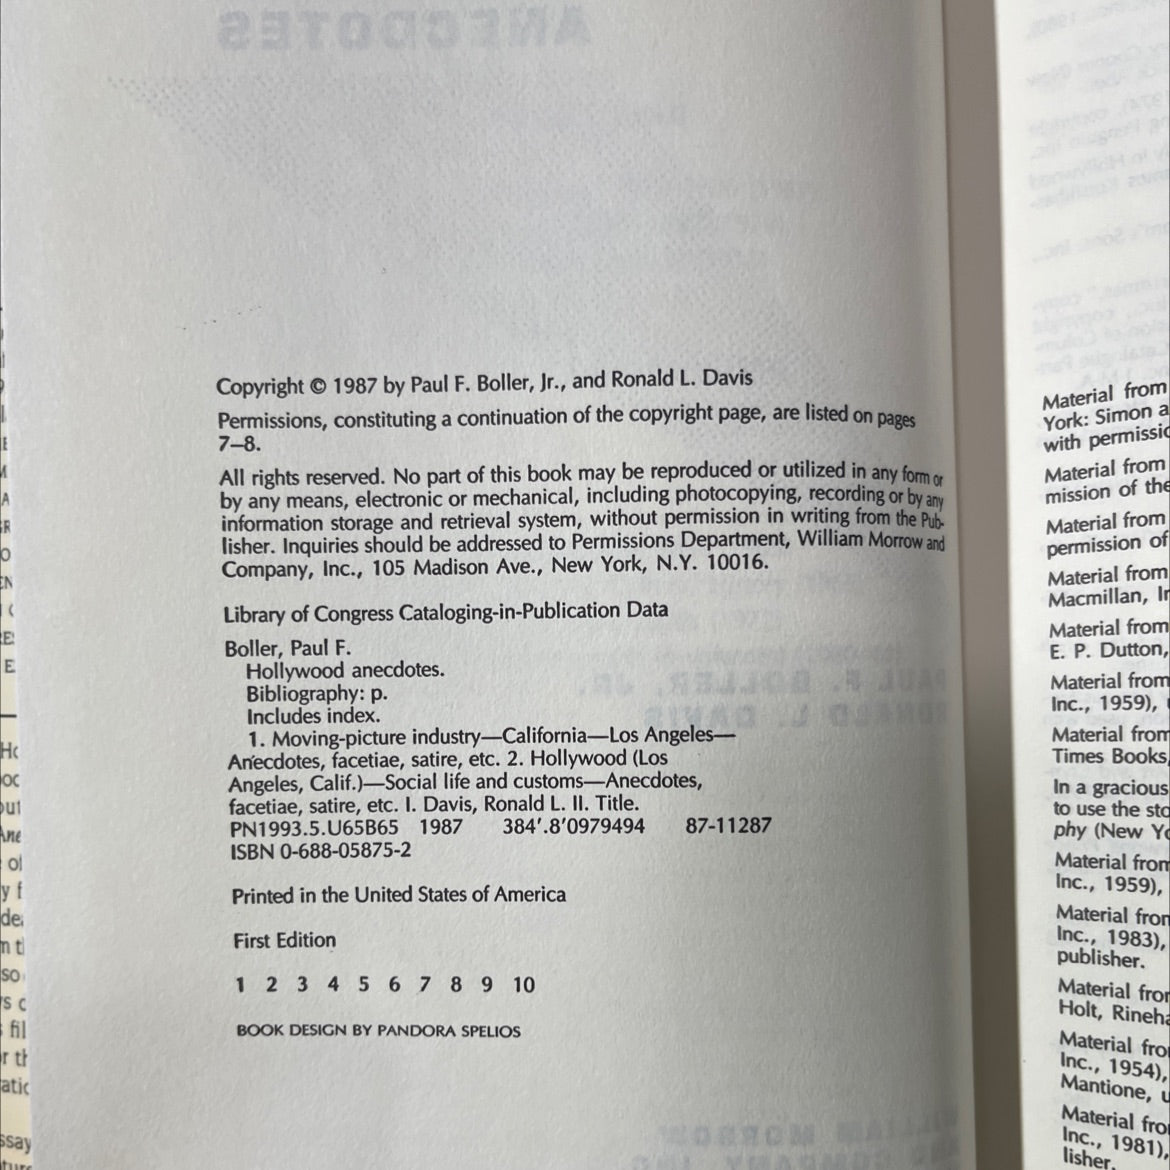 Copyright © 1987 by Paul F. Boller, Jr., and Ronald L. Davis
Permissions, constituting a continuation of the copyright page, are listed on pages
7–8.
All rights reserved. No part of this book may be reproduced or utilized in any form or
by any means, electronic or mechanical, including photocopying, recording or by any
information storage and retrieval system, without permission in writing from the Pub-
lisher. Inquiries should be addressed to Permissions Department, William Morrow and
Company, Inc., 105 Madison Ave., New York, N.Y. 10016.
Library of Congress Cataloging-in-Publication Data
Boller, Paul F.
Hollywood anecdotes.
Bibliography: p.
Includes index.
1. Moving-picture industry—California—Los Angeles—
Anecdotes, facetiae, satire, etc. 2. Hollywood (Los
Angeles, Calif.)—Social life and customs—Anecdotes,
facetiae, satire, etc. I. Davis, Ronald L. II. Title.
PN1993.5.U65B65 1987 384'.8'0979494 87-11287
ISBN 0-688-05875-2
Printed in the United States of America
First Edition
1 2 3 4 5 6 7 8 9 10
BOOK DESIGN BY PANDORA SPELIOS
Material from
York: Simon a
with permissio
Material from
mission of the
Material from
permission of
Material from
Macmillan, In
Material from
E. P. Dutton,
Material from
Inc., 1959),
Material from
Times Books,
In a gracious
to use the sto
phy (New Yo
Material from
Inc., 1959),
Material from
Inc., 1983),
publisher.
Material from
Holt, Rineha
Material from
Inc., 1954),
Mantione, u
Material from
Inc., 1981),
lisher.